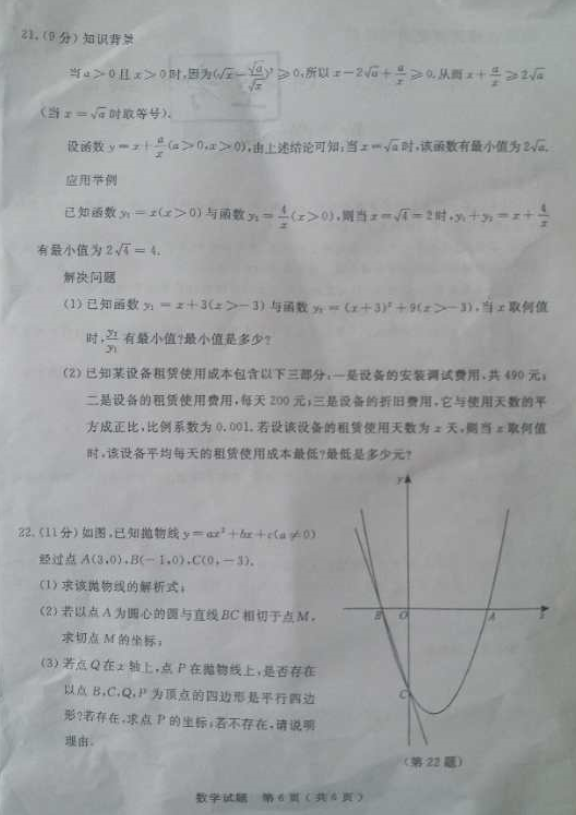 21.(9分)知识背景
当a>0且x>0时,因为(√x-√a/√x)²≥0,所以x-2√a+a/x≥0,从而x+a/x≥2√a
(当x=√a时取等号).
设函数y=x+a/x(a>0,x>0),由上述结论可知:当x=√a时,该函数有最小值为2√a.
应用举例
已知函数y₁=x(x>0)与函数y₂=4/x(x>0),则当x=√4=2时,y₁+y₂=x+4/x
有最小值为2√4=4.
解决问题
(1)已知函数y₁=x+3(x>-3)与函数y₂=(x+3)²+9(x>-3),当x取何值
时,y₂/y₁有最小值?最小值是多少?
(2)已知某设备租赁使用成本包含以下三部分,一是设备的安装调试费用,共490元;
二是设备的租赁使用费用,每天200元;三是设备的折旧费用,它与使用天数的平
方成正比,比例系数为0.001.若设该设备的租赁使用天数为x天,则当x取何值
时,该设备平均每天的租赁使用成本最低?最低是多少元?
22.(11分)如图,已知抛物线y=ax²+bx+c(a≠0)
经过点A(3,0),B(-1,0),C(0,-3).
(1)求该抛物线的解析式;
(2)若以点A为圆心的圆与直线BC相切于点M,
求切点M的坐标;
(3)若点Q在x轴上,点P在抛物线上,是否存在
以点B,C,Q,P为顶点的四边形是平行四边
形?若存在,求点P的坐标;若不存在,请说明
理由.
y
B
O
A
x
C
(第22题)
数学试题 第6页(共6页)